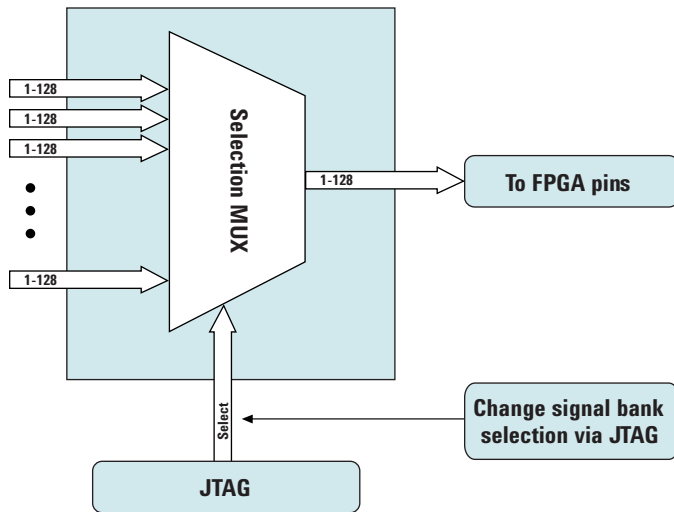 1-128
1-128
1-128
1-128
Selection MUX
1-128
To FPGA pins
Select
Change signal bank
selection via JTAG
JTAG